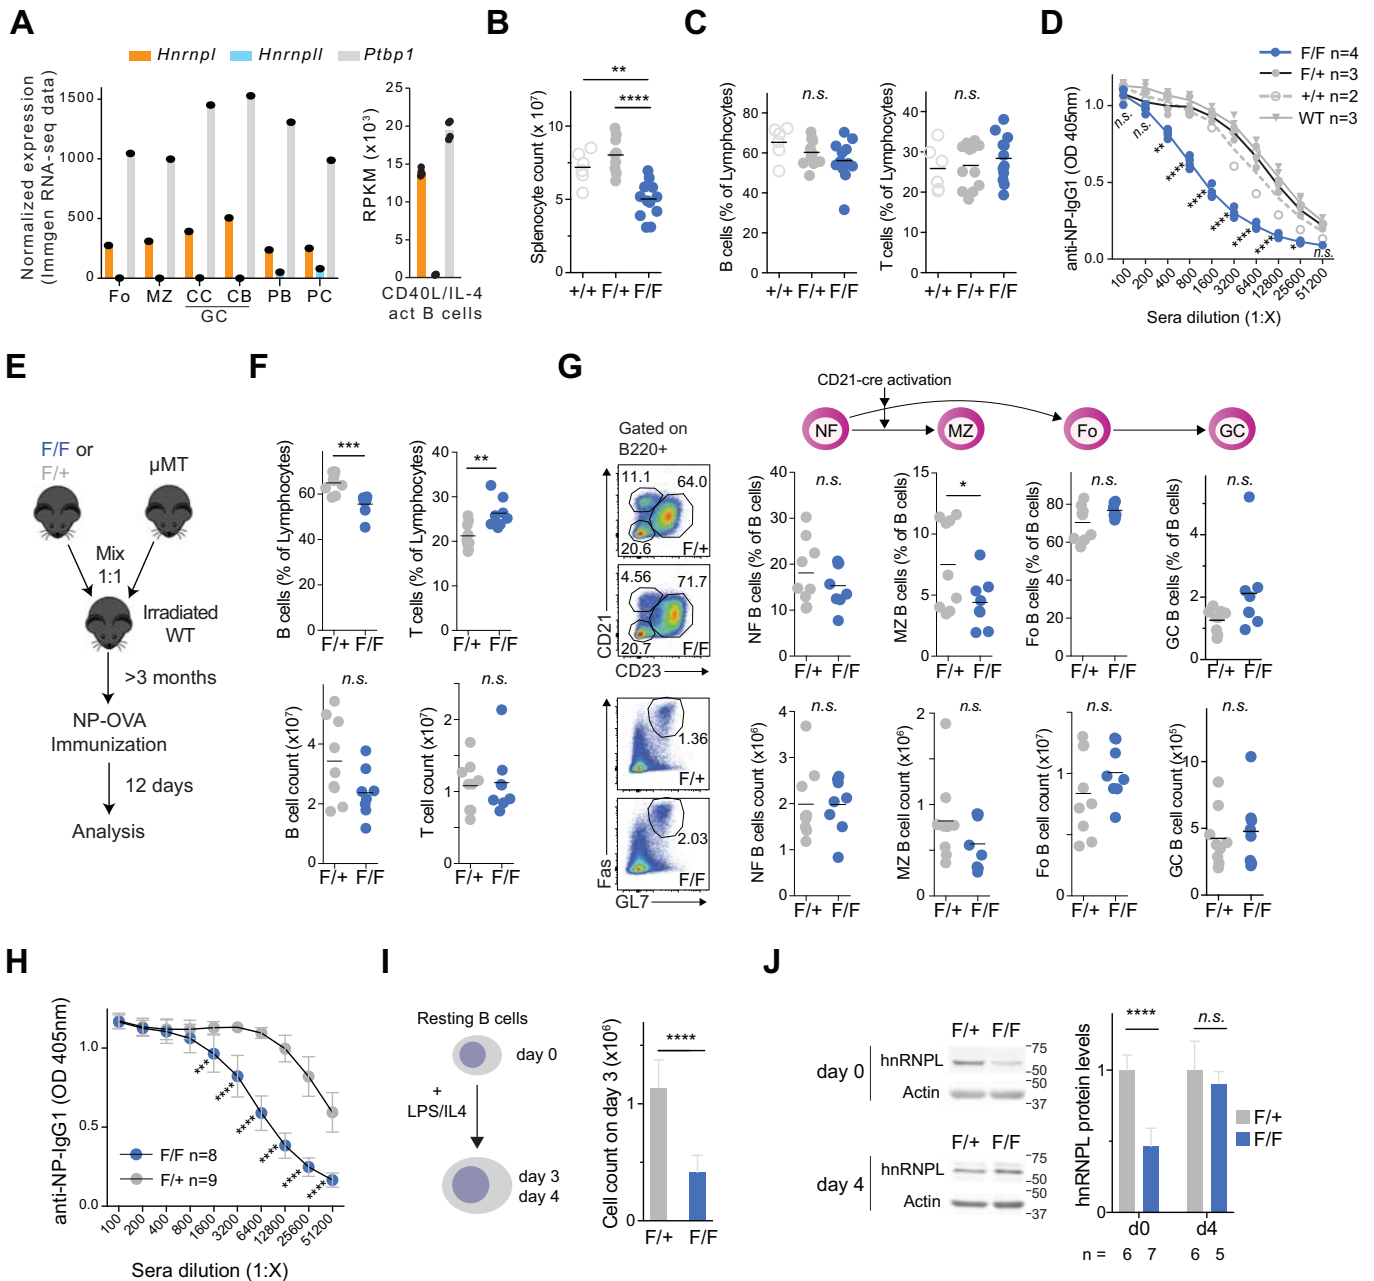 A
Hnrnpl Hnrnpll Ptbp1
Normalized expression
(Immgen RNA-seq data)
1500
1000
500
0
Fo MZ CC CB PB PC
GC
RPKM (x10³)
25
20
15
10
5
0
CD40L/IL-4
act B cells
B
Splenocyte count (x 10⁷)
**
****
10
5
0
+/+ F/+ F/F
C
B cells (% of Lymphocytes)
n.s.
80
60
40
20
0
+/+ F/+ F/F
T cells (% of Lymphocytes)
n.s.
40
30
20
10
0
+/+ F/+ F/F
D
F/F n=4
F/+ n=3
+/+ n=2
WT n=3
anti-NP-IgG1 (OD 405nm)
1.0
0.5
0.0
n.s.
n.s.
**
****
****
****
****
****
*
n.s.
100 200 400 800 1600 3200 6400 12800 25600 51200
Sera dilution (1:X)
E
F/F or
F/+
µMT
Mix
1:1
Irradiated
WT
>3 months
NP-OVA
Immunization
12 days
Analysis
F
B cells (% of Lymphocytes)
***
60
40
20
0
F/+ F/F
T cells (% of Lymphocytes)
**
40
30
20
10
0
F/+ F/F
B cell count (x10⁷)
n.s.
4
2
0
F/+ F/F
T cell count (x10⁷)
n.s.
2
1
0
F/+ F/F
G
CD21-cre activation
NF MZ Fo GC
Gated on
B220+
11.1 64.0
20.6 F/+
4.56 71.7
20.7 F/F
CD21
CD23
1.36
F/+
2.03
F/F
Fas
GL7
NF B cells (% of B cells)
n.s.
40
30
20
10
0
F/+ F/F
MZ B cells (% of B cells)
*
15
10
5
0
F/+ F/F
Fo B cells (% of B cells)
n.s.
80
60
40
20
0
F/+ F/F
GC B cells (% of B cells)
n.s.
4
2
0
F/+ F/F
NF B cells count (x10⁶)
n.s.
4
3
2
1
0
F/+ F/F
MZ B cell count (x10⁶)
n.s.
2
1
0
F/+ F/F
Fo B cell count (x10⁷)
n.s.
1
0
F/+ F/F
GC B cell count (x10⁵)
n.s.
10
5
0
F/+ F/F
H
anti-NP-IgG1 (OD 405nm)
1.0
0.5
0.0
F/F n=8
F/+ n=9
100 200 400 800 1600 3200 6400 12800 25600 51200
Sera dilution (1:X)
I
Resting B cells
day 0
+
LPS/IL4
day 3
day 4
Cell count on day 3 (x10⁶)
****
1
0
F/+ F/F
J
F/+ F/F
day 0
hnRNPL
Actin
75
50
37
F/+ F/F
day 4
hnRNPL
Actin
75
50
37
hnRNPL protein levels
**** n.s.
1
0
d0 d4
n = 6 7 6 5
F/+
F/F